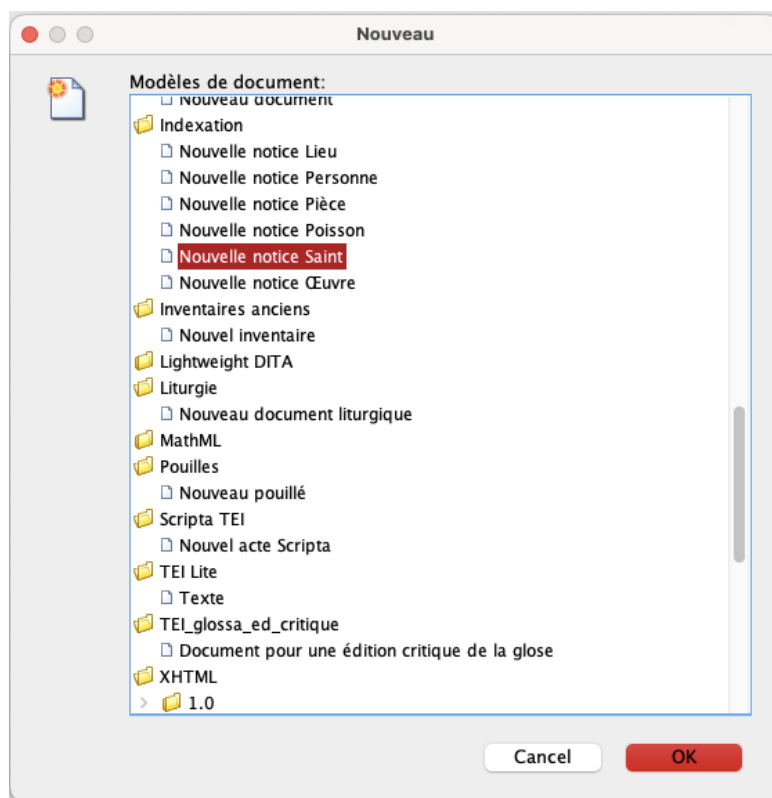 Nouveau
Modèles de document:
Nouveau document
Indexation
Nouvelle notice Lieu
Nouvelle notice Personne
Nouvelle notice Pièce
Nouvelle notice Poisson
Nouvelle notice Saint
Nouvelle notice Œuvre
Inventaires anciens
Nouvel inventaire
Lightweight DITA
Liturgie
Nouveau document liturgique
MathML
Pouilles
Nouveau pouillé
Scripta TEI
Nouvel acte Scripta
TEI Lite
Texte
TEI_glossa_ed_critique
Document pour une édition critique de la glose
XHTML
1.0
Cancel OK